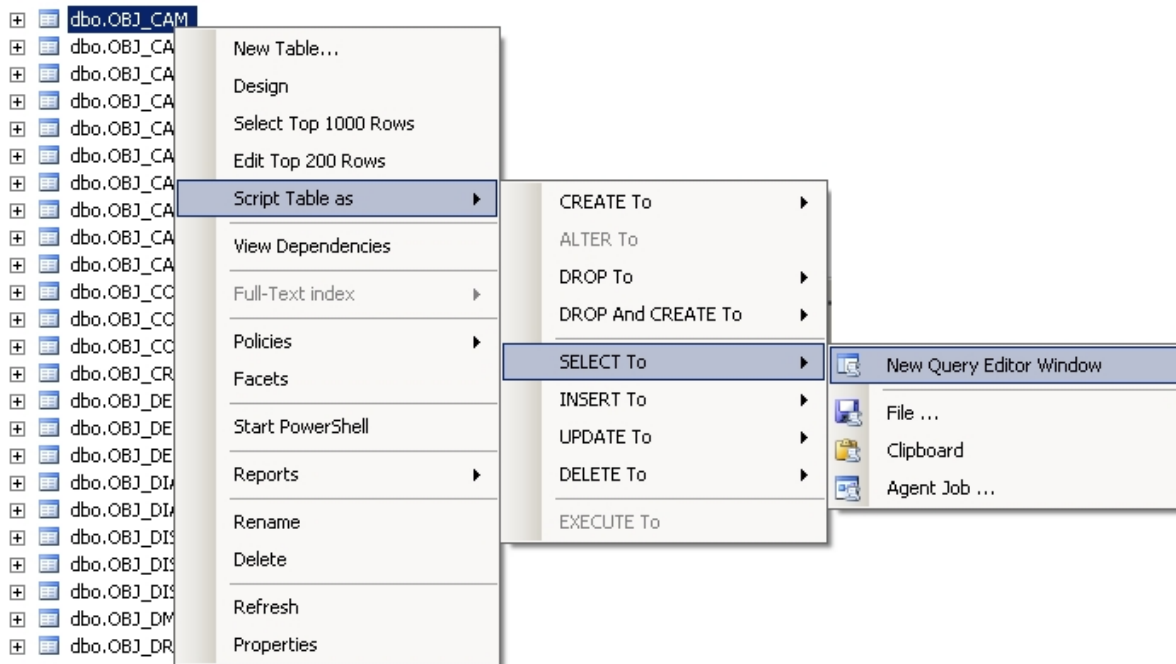 dbo.OBJ_CAM
dbo.OBJ_CA
dbo.OBJ_CA
dbo.OBJ_CA
dbo.OBJ_CA
dbo.OBJ_CA
dbo.OBJ_CA
dbo.OBJ_CA
dbo.OBJ_CA
dbo.OBJ_CA
dbo.OBJ_CO
dbo.OBJ_CO
dbo.OBJ_CO
dbo.OBJ_CR
dbo.OBJ_DE
dbo.OBJ_DE
dbo.OBJ_DE
dbo.OBJ_DIA
dbo.OBJ_DIA
dbo.OBJ_DIS
dbo.OBJ_DIS
dbo.OBJ_DIS
dbo.OBJ_DM
dbo.OBJ_DR
New Table...
Design
Select Top 1000 Rows
Edit Top 200 Rows
Script Table as
View Dependencies
Full-Text index
Policies
Facets
Start PowerShell
Reports
Rename
Delete
Refresh
Properties
CREATE To
ALTER To
DROP To
DROP And CREATE To
SELECT To
INSERT To
UPDATE To
DELETE To
EXECUTE To
New Query Editor Window
File ...
Clipboard
Agent Job ...